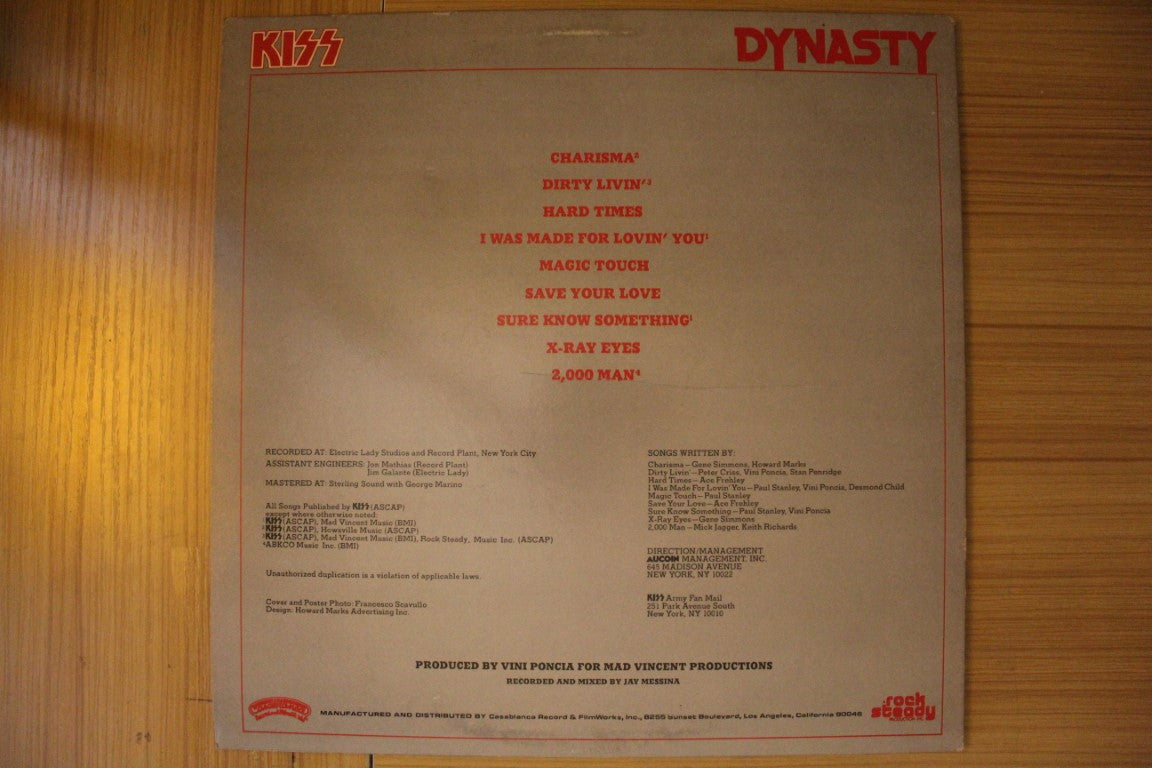 KISS
DYNASTY
CHARISMA²
DIRTY LIVIN'³
HARD TIMES
I WAS MADE FOR LOVIN' YOU¹
MAGIC TOUCH
SAVE YOUR LOVE
SURE KNOW SOMETHING¹
X-RAY EYES
2,000 MAN⁴
RECORDED AT: Electric Lady Studios and Record Plant, New York City
ASSISTANT ENGINEERS: Jon Mathias (Record Plant)
Jim Galante (Electric Lady)
MASTERED AT: Sterling Sound with George Marino
All Songs Published by KISS (ASCAP)
except where otherwise noted:
¹KISS (ASCAP), Mad Vincent Music (BMI)
²KISS (ASCAP), Howsville Music (ASCAP)
³KISS (ASCAP), Mad Vincent Music (BMI), Rock Steady, Music Inc. (ASCAP)
⁴ABKCO Music Inc. (BMI)
Unauthorized duplication is a violation of applicable laws.
Cover and Poster Photo: Francesco Scavullo
Design: Howard Marks Advertising Inc.
SONGS WRITTEN BY:
Charisma—Gene Simmons, Howard Marks
Dirty Livin'—Peter Criss, Vini Poncia, Stan Penridge
Hard Times—Ace Frehley
I Was Made For Lovin' You—Paul Stanley, Vini Poncia, Desmond Child
Magic Touch—Paul Stanley
Save Your Love—Ace Frehley
Sure Know Something—Paul Stanley, Vini Poncia
X-Ray Eyes—Gene Simmons
2,000 Man—Mick Jagger, Keith Richards
DIRECTION/MANAGEMENT
AUCOIN MANAGEMENT, INC.
645 MADISON AVENUE
NEW YORK, NY 10022
KISS Army Fan Mail
251 Park Avenue South
New York, NY 10010
PRODUCED BY VINI PONCIA FOR MAD VINCENT PRODUCTIONS
RECORDED AND MIXED BY JAY MESSINA
MANUFACTURED AND DISTRIBUTED BY Casablanca Record & FilmWorks, Inc., 8255 Sunset Boulevard, Los Angeles, California 90046
rock
steady